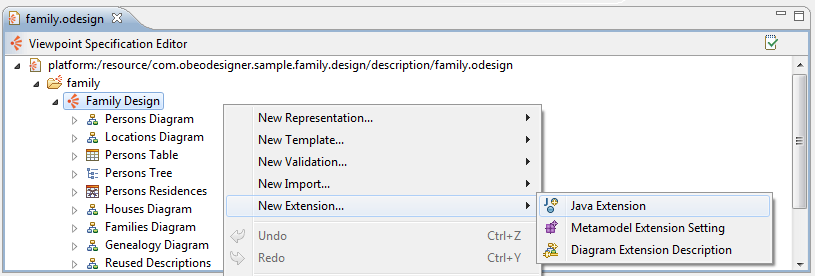 family.odesign
Viewpoint Specification Editor
platform:/resource/com.obeodesigner.sample.family.design/description/family.odesign
family
Family Design
Persons Diagram
Locations Diagram
Persons Table
Persons Tree
Persons Residences
Houses Diagram
Families Diagram
Genealogy Diagram
Reused Descriptions
New Representation...
New Template...
New Validation...
New Import...
New Extension...
Undo Ctrl+Z
Redo Ctrl+Y
Java Extension
Metamodel Extension Setting
Diagram Extension Description